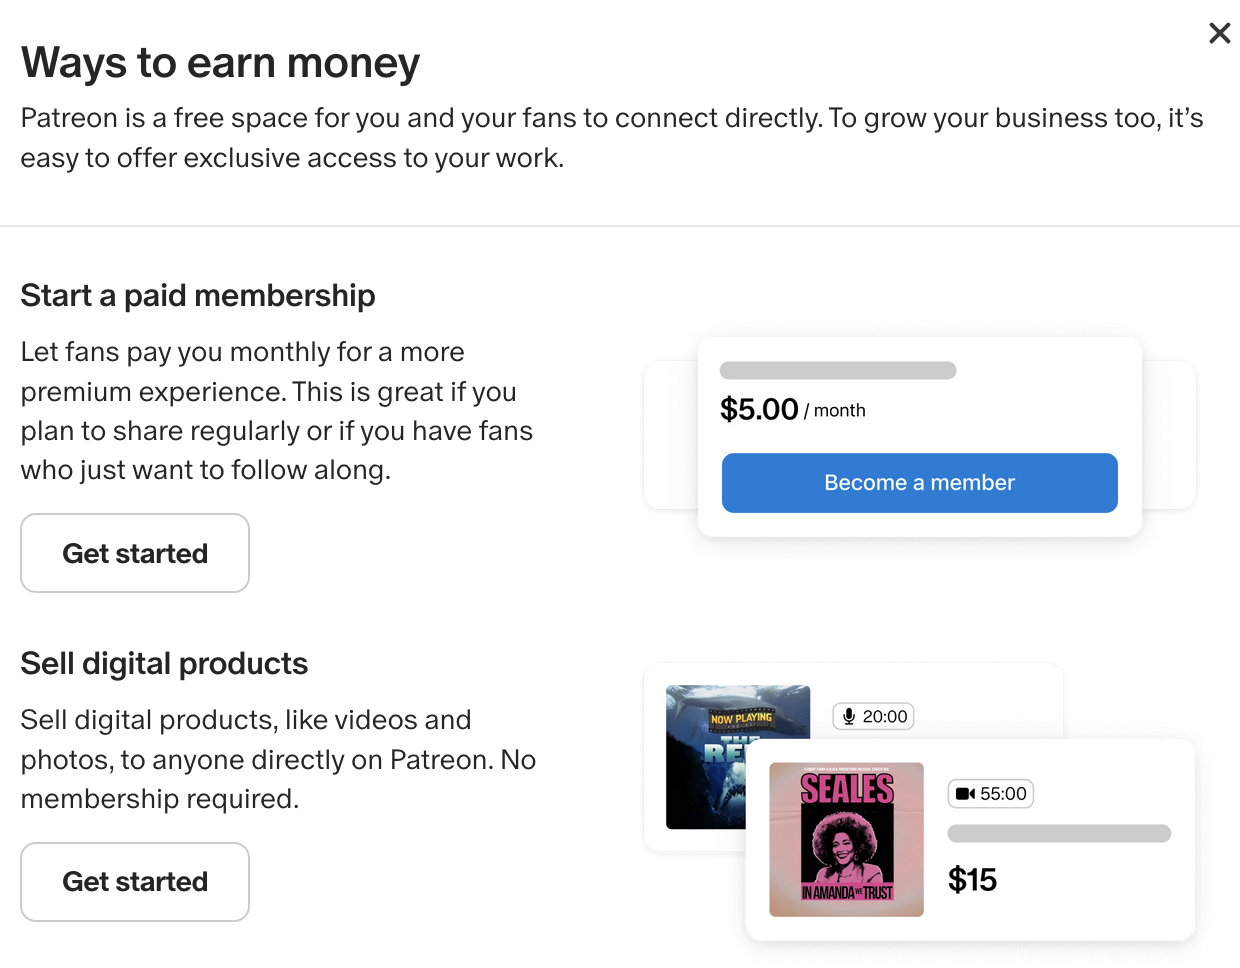 Ways to earn money
Patreon is a free space for you and your fans to connect directly. To grow your business too, it’s
easy to offer exclusive access to your work.
Start a paid membership
Let fans pay you monthly for a more
premium experience. This is great if you
plan to share regularly or if you have fans
who just want to follow along.
Get started
$5.00 / month
Become a member
Sell digital products
Sell digital products, like videos and
photos, to anyone directly on Patreon. No
membership required.
Get started
NOW PLAYING
THE
20:00
SEALES
IN AMANDA WE TRUST
55:00
$15